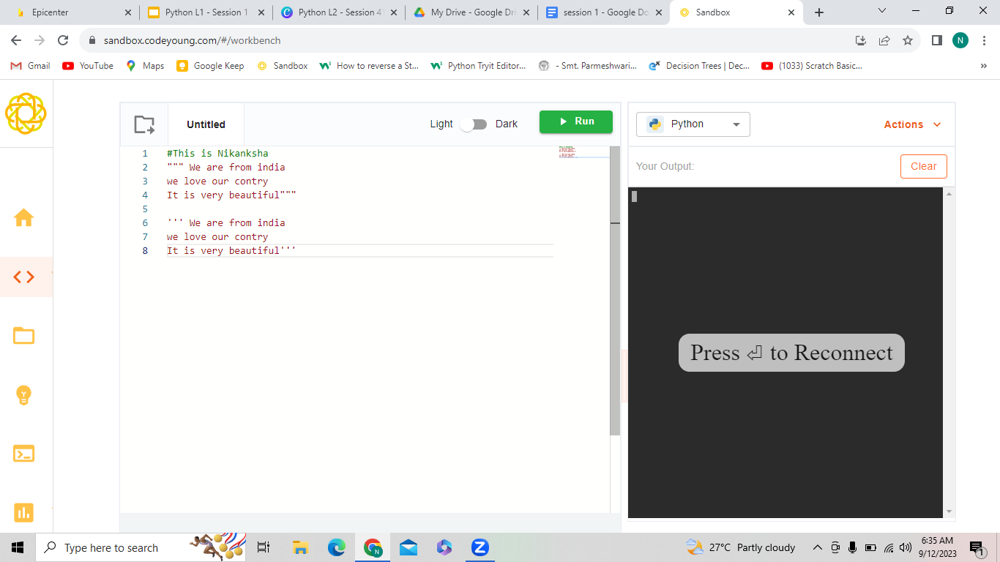 Epicenter
Python L1 - Session 1
Python L2 - Session 4
My Drive - Google Dri
session 1 - Google Do
Sandbox
sandbox.codeyoung.com/#/workbench
N
Gmail
YouTube
Maps
Google Keep
Sandbox
How to reverse a St...
Python Tryit Editor...
- Smt. Parmeshwari...
Decision Trees | Dec...
(1033) Scratch Basic...
»
Untitled
Light
Dark
Run
Python
Actions
1 #This is Nikanksha
2 """ We are from india
3 we love our contry
4 It is very beautiful"""
5
6 ''' We are from india
7 we love our contry
8 It is very beautiful'''
Your Output:
Clear
Press ⏎ to Reconnect
Type here to search
27°C Partly cloudy
6:35 AM
9/12/2023
1